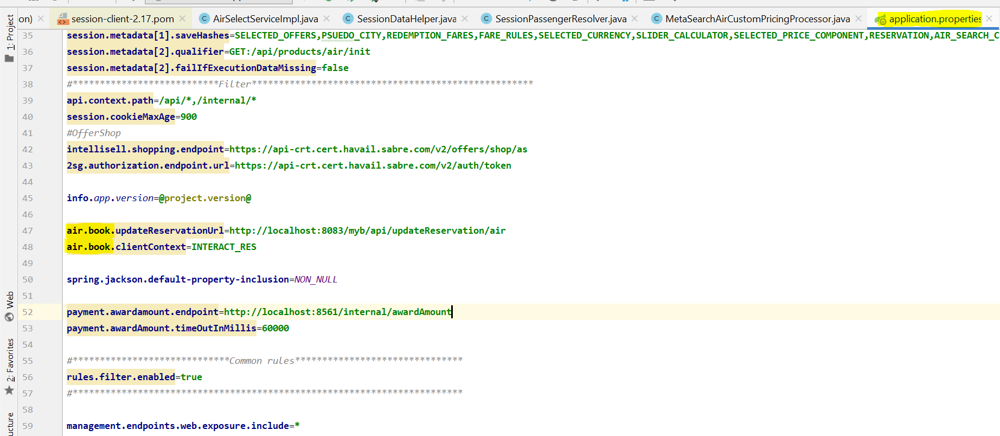 on) session-client-2.17.pom AirSelectServiceImpl.java SessionDataHelper.java SessionPassengerResolver.java MetaSearchAirCustomPricingProcessor.java application.properties
1: Project
35 session.metadata[1].saveHashes=SELECTED_OFFERS,PSUEDO_CITY,REDEMPTION_FARES,FARE_RULES,SELECTED_CURRENCY,SLIDER_CALCULATOR,SELECTED_PRICE_COMPONENT,RESERVATION,AIR_SEARCH_C
36 session.metadata[2].qualifier=GET:/api/products/air/init
37 session.metadata[2].failIfExecutionDataMissing=false
38 #***************************Filter****************************************************
39 api.context.path=/api/*,/internal/*
40 session.cookieMaxAge=900
41 #OfferShop
42 intellisell.shopping.endpoint=https://api-crt.cert.havail.sabre.com/v2/offers/shop/as
43 2sg.authorization.endpoint.url=https://api-crt.cert.havail.sabre.com/v2/auth/token
44
45 info.app.version=@project.version@
46
47 air.book.updateReservationUrl=http://localhost:8083/myb/api/updateReservation/air
48 air.book.clientContext=INTERACT_RES
49
50 spring.jackson.default-property-inclusion=NON_NULL
51
Web
52 payment.awardamount.endpoint=http://localhost:8561/internal/awardAmount
53 payment.awardAmount.timeOutInMillis=60000
54
2: Favorites
55 #*****************************Common rules*******************************
56 rules.filter.enabled=true
57 #************************************************************************
58
59 management.endpoints.web.exposure.include=*
ucture